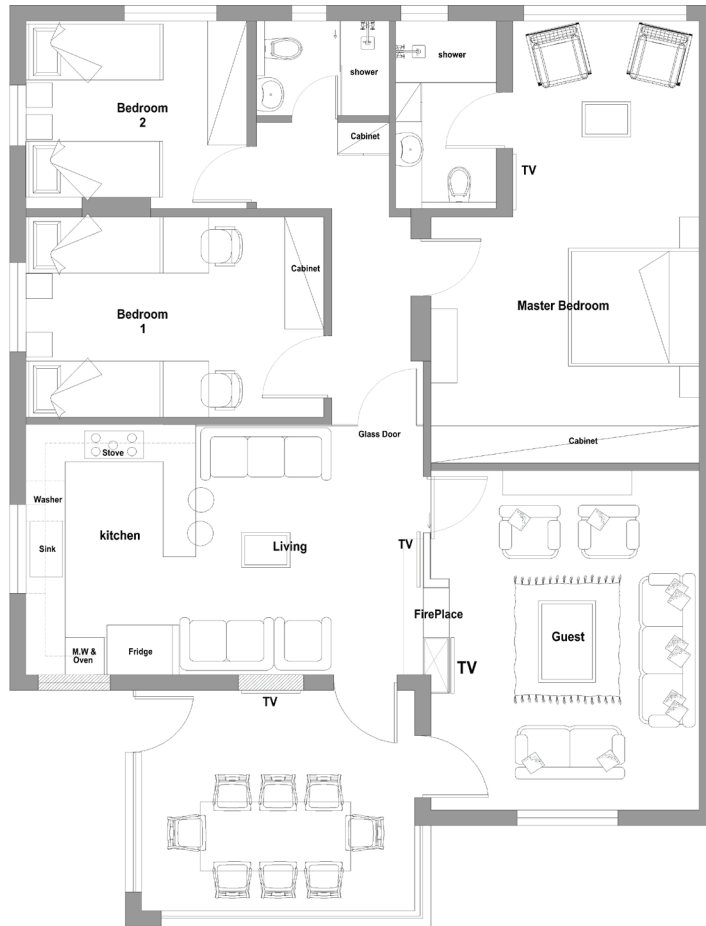 shower
shower
Bedroom
2
Cabinet
TV
Cabinet
Bedroom
1
Master Bedroom
Glass Door
Cabinet
Stove
Washer
kitchen
Sink
Living
TV
FirePlace
Guest
M.W &
Oven
Fridge
TV
TV